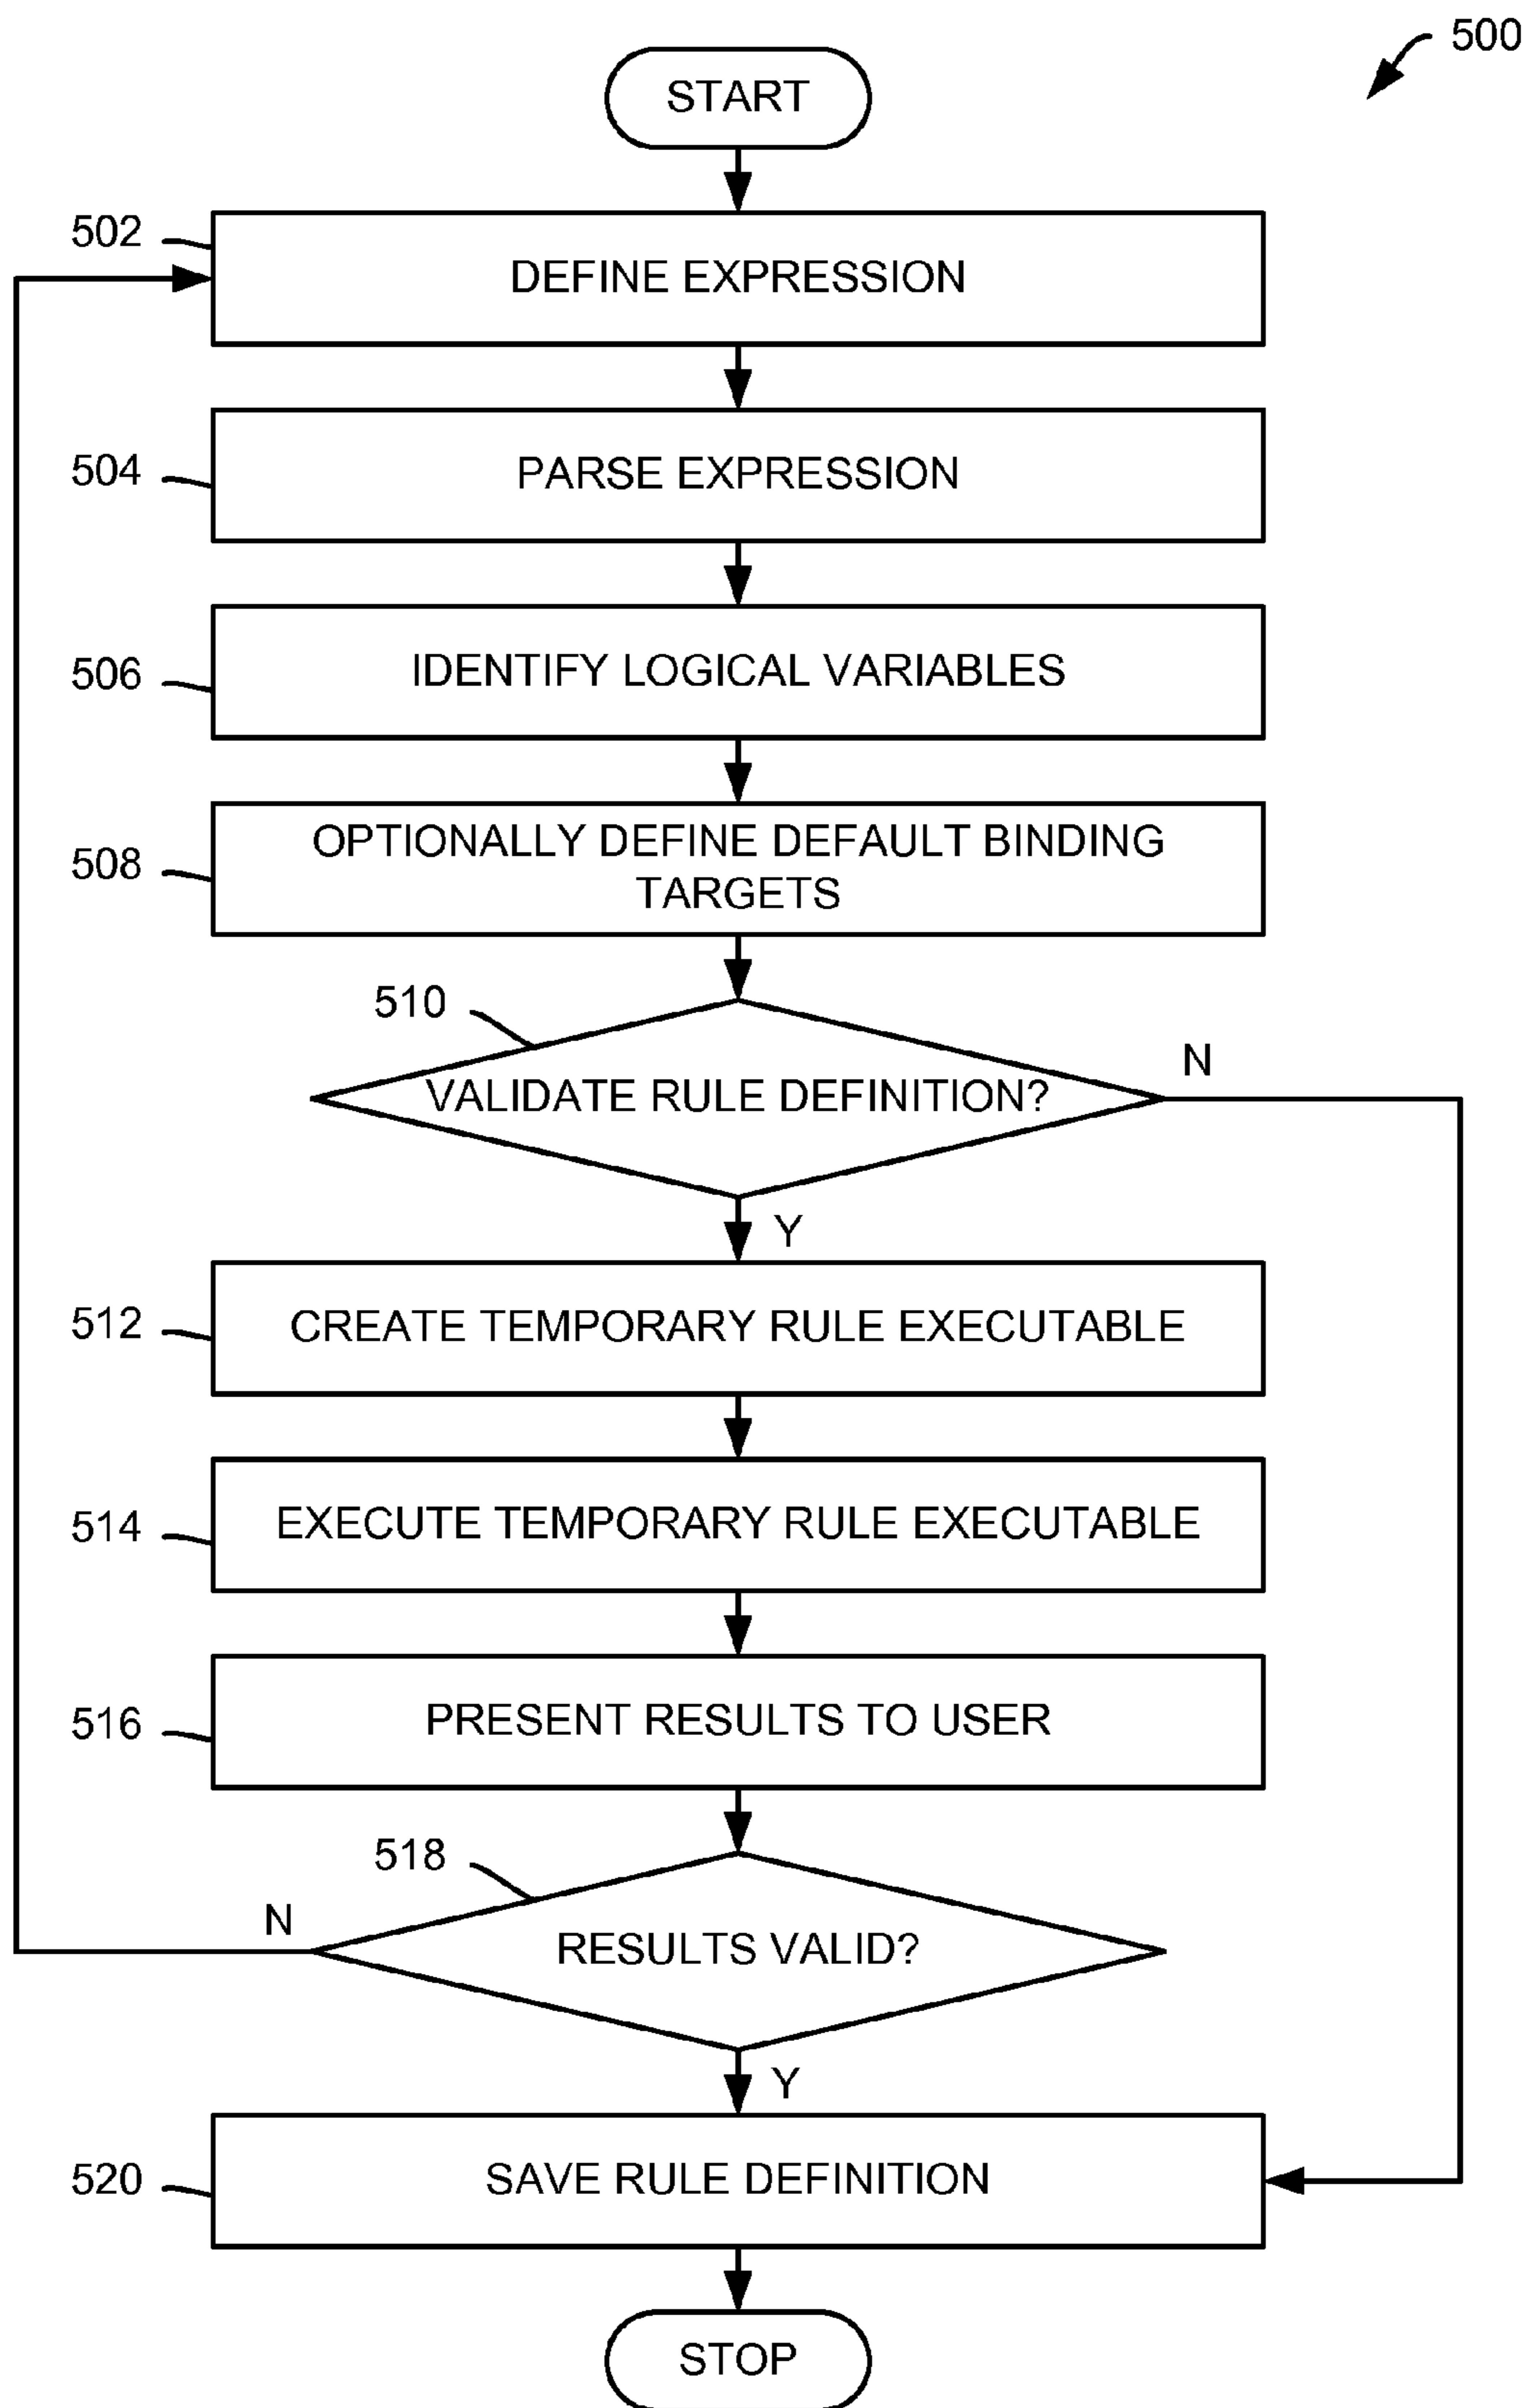 500
START
502
DEFINE EXPRESSION
504
PARSE EXPRESSION
506
IDENTIFY LOGICAL VARIABLES
508
OPTIONALLY DEFINE DEFAULT BINDING
TARGETS
510
VALIDATE RULE DEFINITION?
N
Y
512
CREATE TEMPORARY RULE EXECUTABLE
514
EXECUTE TEMPORARY RULE EXECUTABLE
516
PRESENT RESULTS TO USER
518
N
RESULTS VALID?
Y
520
SAVE RULE DEFINITION
STOP